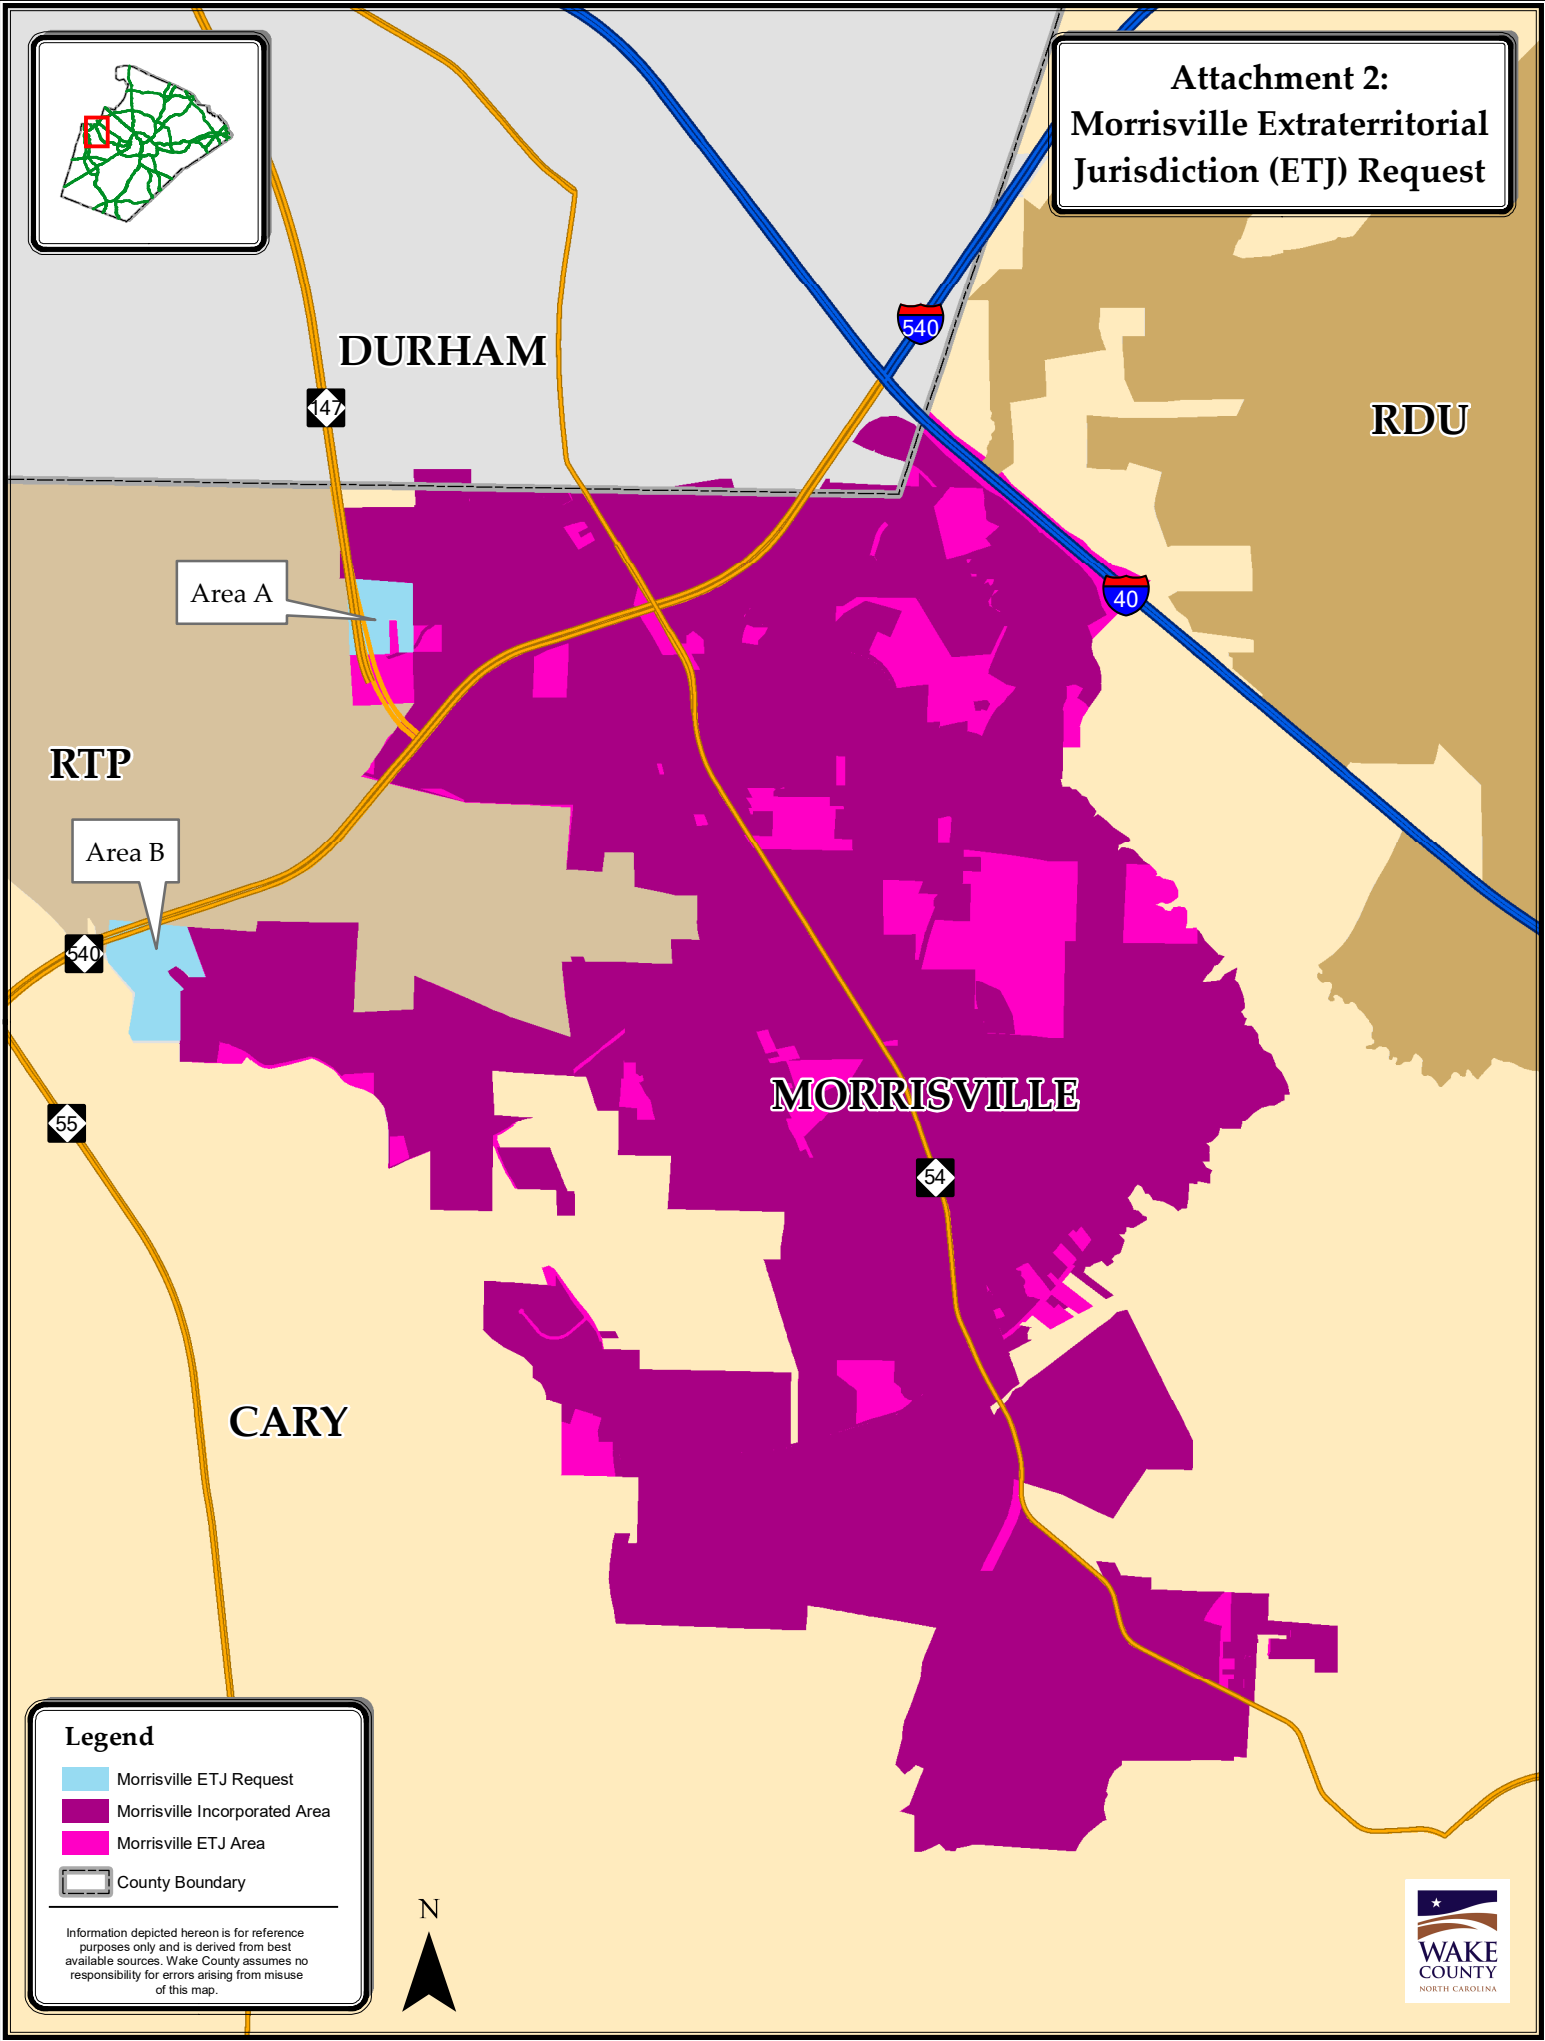 Attachment 2:
Morrisville Extraterritorial
Jurisdiction (ETJ) Request
540
DURHAM
147
RDU
Area A
40
RTP
Area B
540
MORRISVILLE
55
54
CARY
Legend
Morrisville ETJ Request
Morrisville Incorporated Area
Morrisville ETJ Area
County Boundary
Information depicted hereon is for reference
purposes only and is derived from best
available sources. Wake County assumes no
responsibility for errors arising from misuse
of this map.
N
WAKE
COUNTY
NORTH CAROLINA